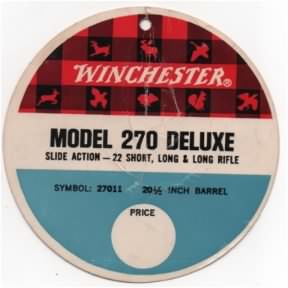 WINCHESTER®
MODEL 270 DELUXE
SLIDE ACTION—22 SHORT, LONG & LONG RIFLE
SYMBOL: 27011 20½ INCH BARREL
PRICE